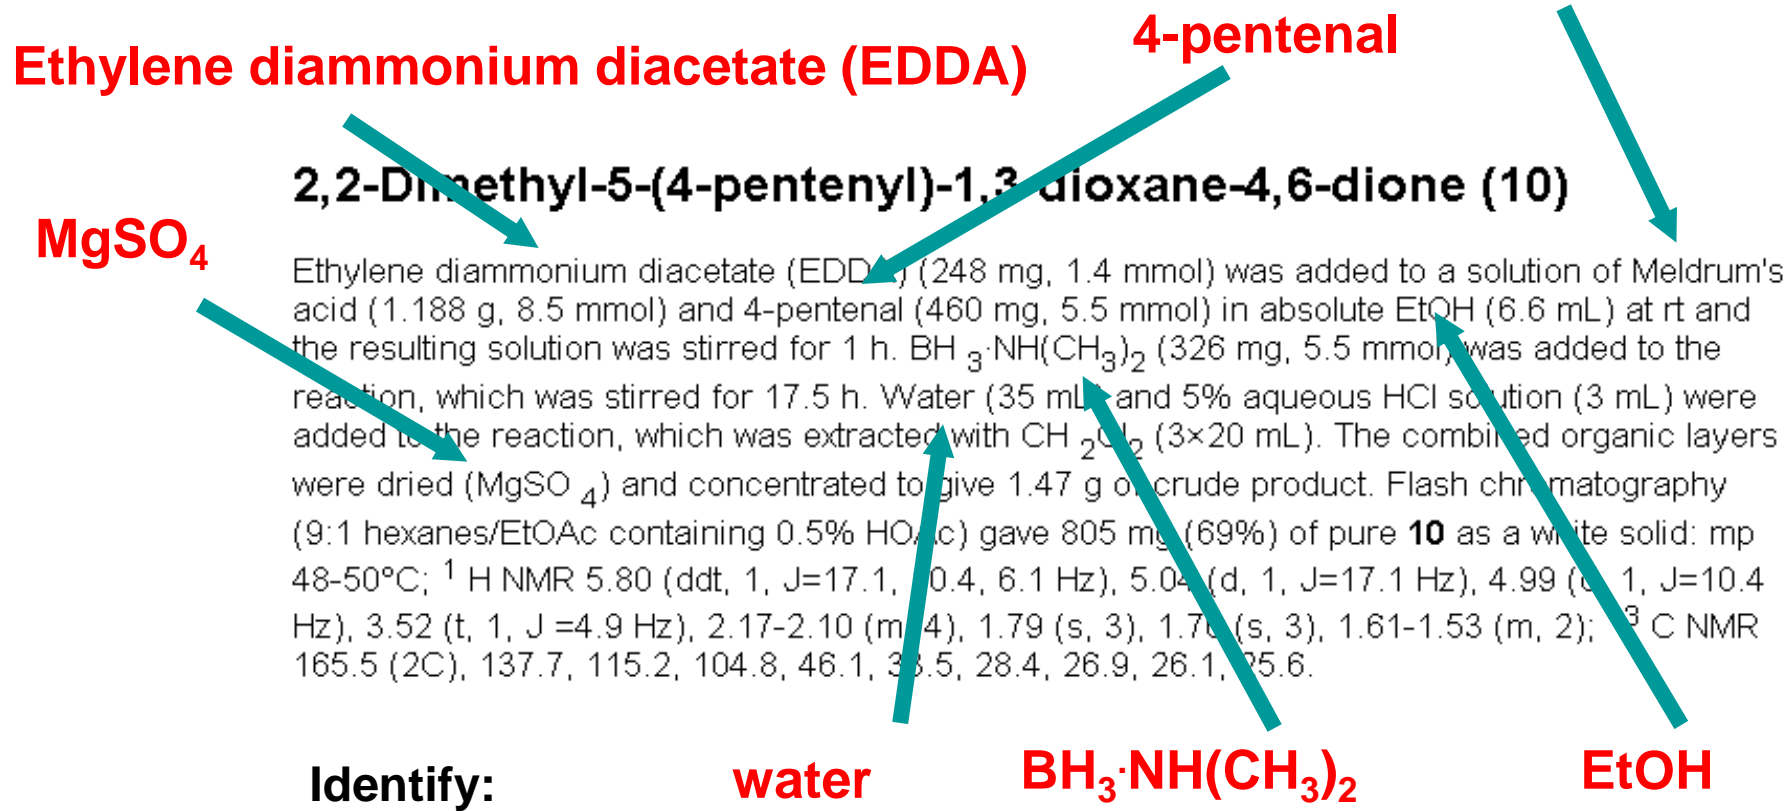 4-pentenal
Ethylene diammonium diacetate (EDDA)
2,2-Dimethyl-5-(4-pentenyl)-1,3-dioxane-4,6-dione (10)
MgSO₄
Ethylene diammonium diacetate (EDDA) (248 mg, 1.4 mmol) was added to a solution of Meldrum's
acid (1.188 g, 8.5 mmol) and 4-pentenal (460 mg, 5.5 mmol) in absolute EtOH (6.6 mL) at rt and
the resulting solution was stirred for 1 h. BH ₃·NH(CH₃)₂ (326 mg, 5.5 mmol) was added to the
reaction, which was stirred for 17.5 h. Water (35 mL) and 5% aqueous HCl solution (3 mL) were
added to the reaction, which was extracted with CH ₂Cl₂ (3×20 mL). The combined organic layers
were dried (MgSO ₄) and concentrated to give 1.47 g of crude product. Flash chromatography
(9:1 hexanes/EtOAc containing 0.5% HOAc) gave 805 mg (69%) of pure 10 as a white solid: mp
48-50°C; ¹ H NMR 5.80 (ddt, 1, J=17.1, 10.4, 6.1 Hz), 5.04 (d, 1, J=17.1 Hz), 4.99 (d, 1, J=10.4
Hz), 3.52 (t, 1, J =4.9 Hz), 2.17-2.10 (m, 4), 1.79 (s, 3), (s, 3), 1.61-1.53 (m, 2); ¹³ C NMR
165.5 (2C), 137.7, 115.2, 104.8, 46.1, 28.4, 26.9, 26.1, 25.6.
Identify:
water
BH₃·NH(CH₃)₂
EtOH